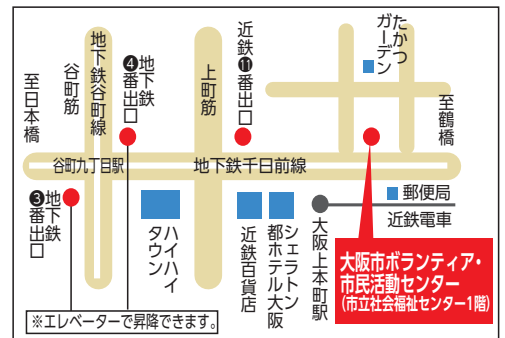 至日本橋
谷町筋
地下鉄谷町線
地下鉄
❹番出口
上町筋
近鉄⓫番出口
たかつ
ガーデン
至鶴橋
谷町九丁目駅
地下鉄千日前線
地下鉄
❸番出口
ハイハイ
タウン
近鉄百貨店
シェラトン
都ホテル大阪
大阪上本町駅
郵便局
近鉄電車
大阪市ボランティア・
市民活動センター
(市立社会福祉センター1階)
※エレベーターで昇降できます。